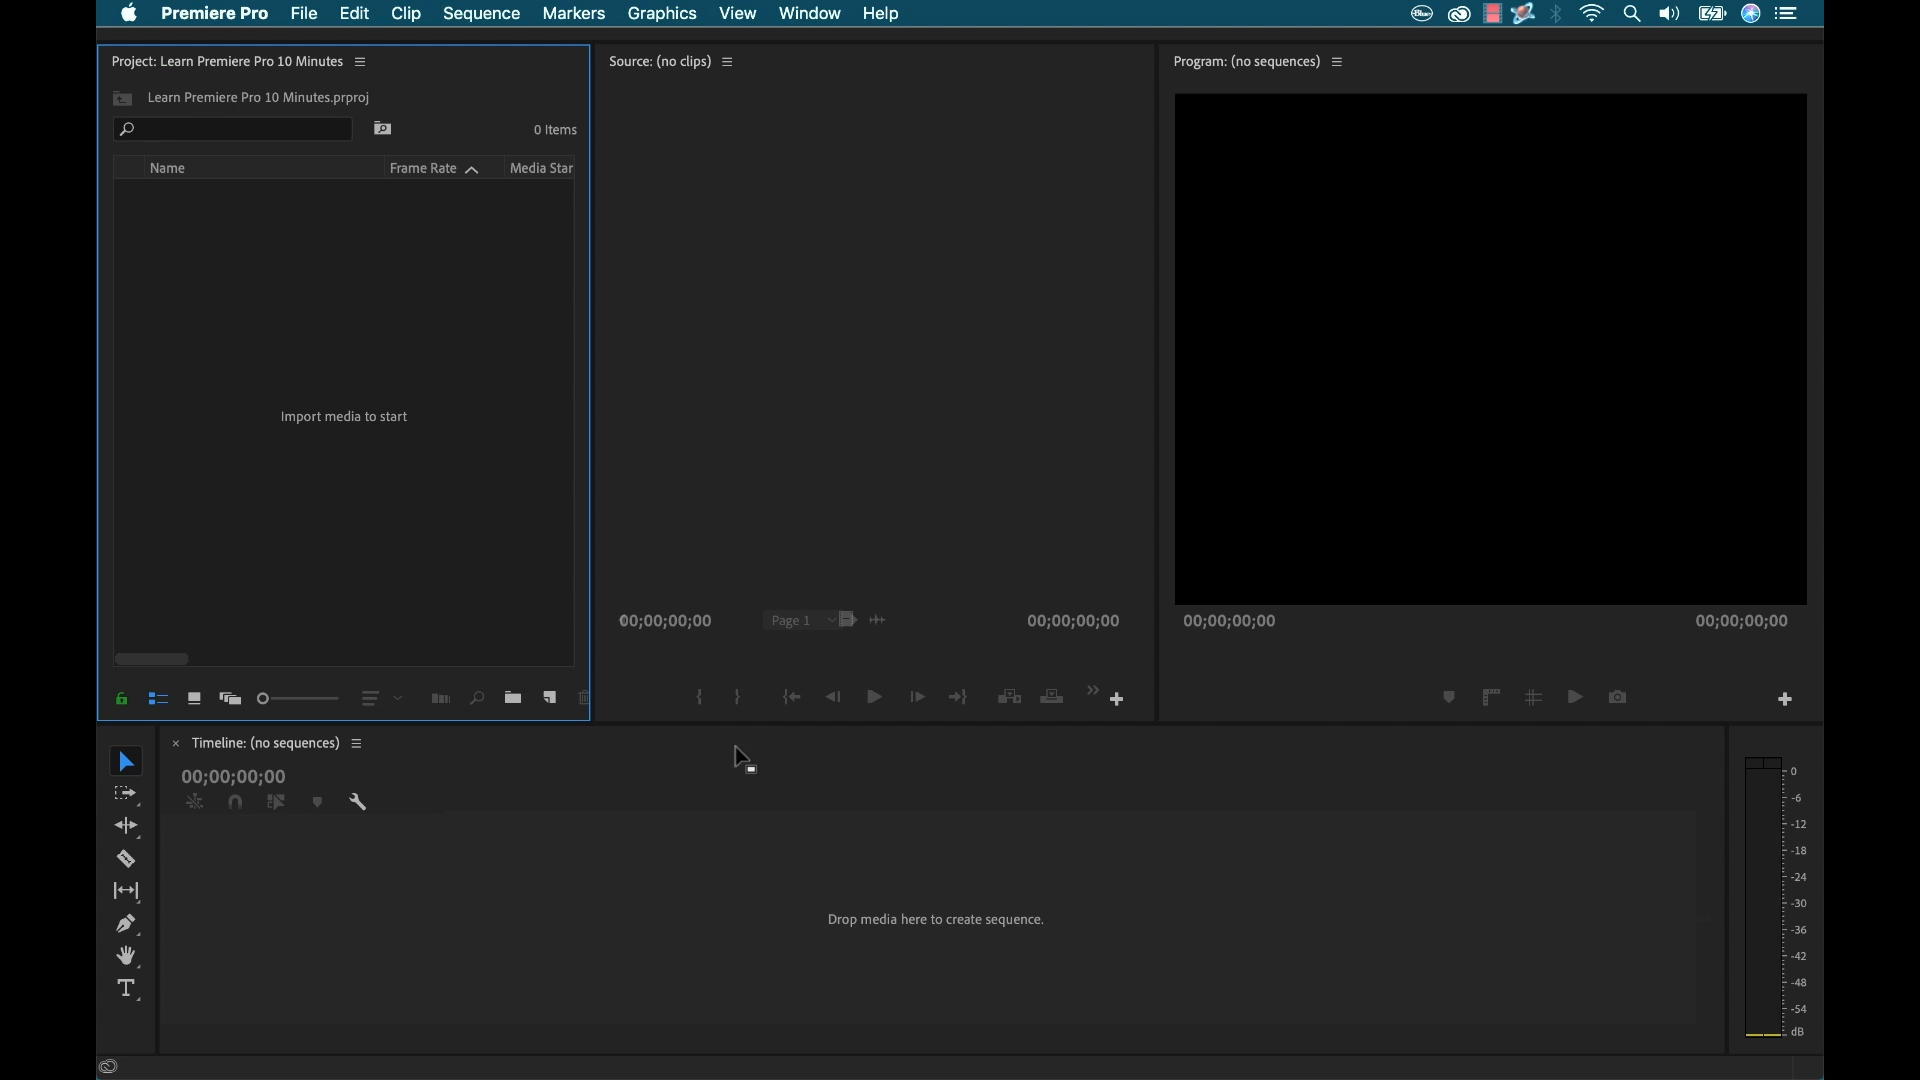 Premiere Pro File Edit Clip Sequence Markers Graphics View Window Help
Project: Learn Premiere Pro 10 Minutes
Learn Premiere Pro 10 Minutes.prproj
0 Items
Name Frame Rate Media Star
Import media to start
Source: (no clips)
00;00;00;00 Page 1 00;00;00;00
Program: (no sequences)
00;00;00;00 00;00;00;00
Timeline: (no sequences)
00;00;00;00
Drop media here to create sequence.
0
-6
-12
-18
-24
-30
-36
-42
-48
-54
dB